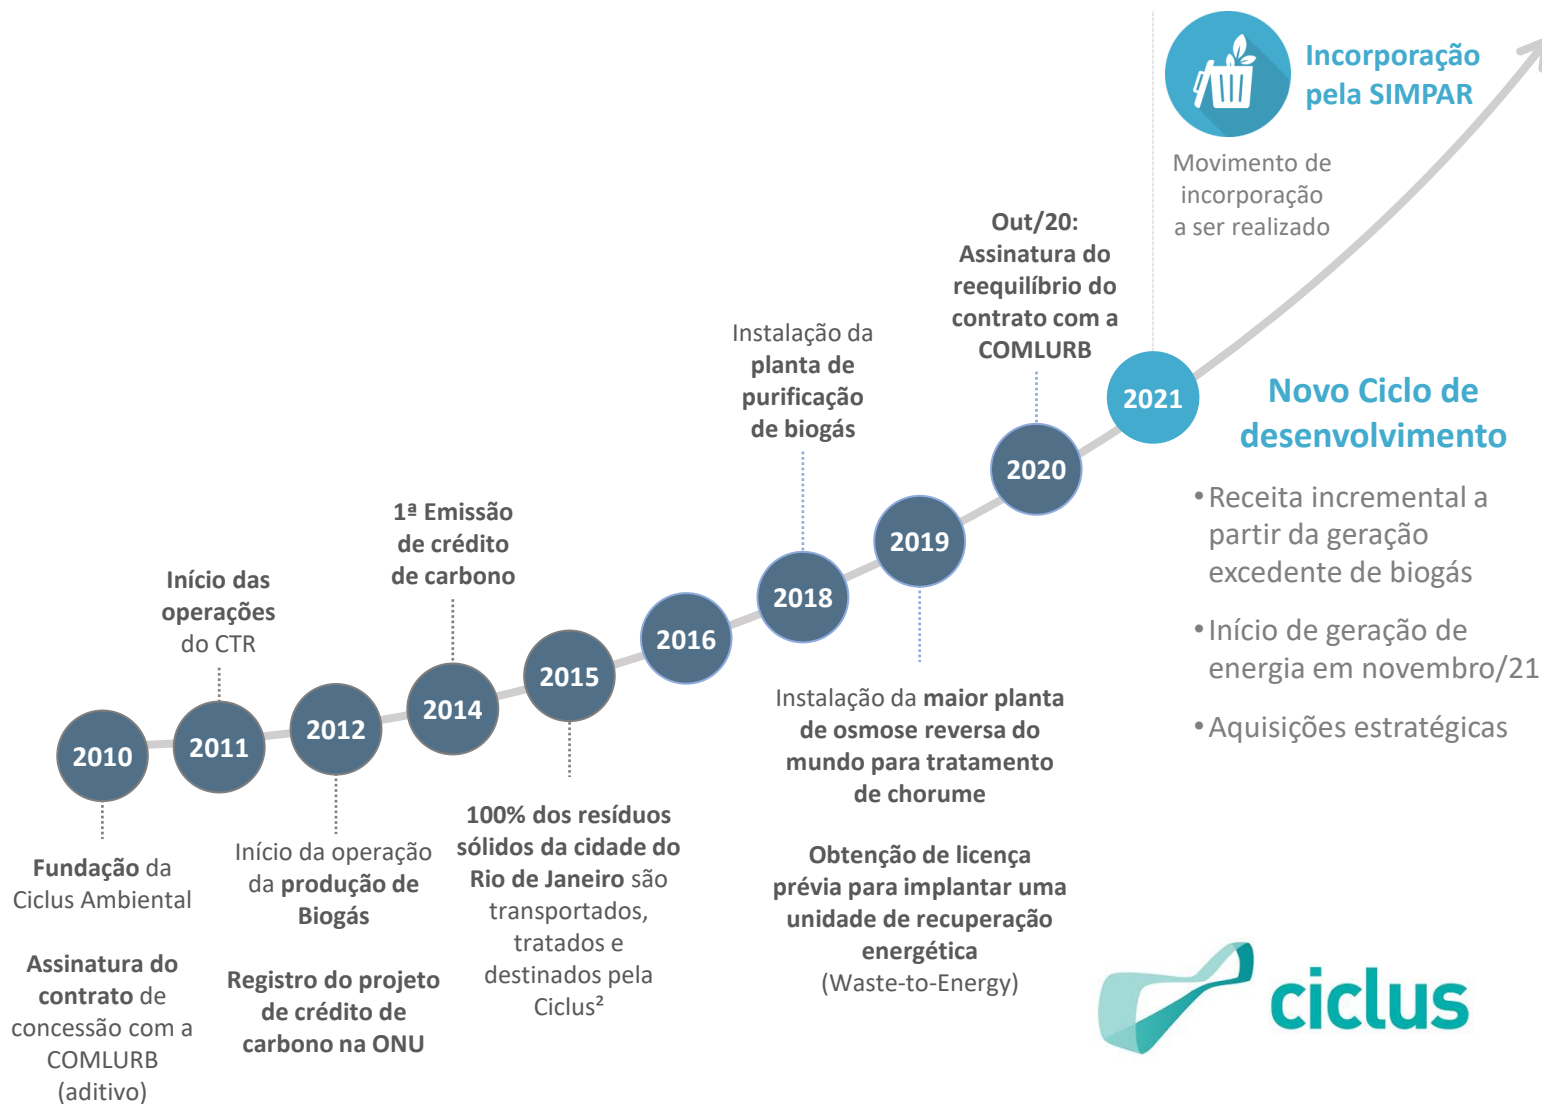 Incorporação
pela SIMPAR
Movimento de
incorporação
a ser realizado
Out/20:
Assinatura do
reequilíbrio do
contrato com a
COMLURB
Instalação da
planta de
purificação
de biogás
1ª Emissão
de crédito
de carbono
Início das
operações
do CTR
2010
2011
2012
2014
2015
2016
2018
2019
2020
2021
Fundação da
Ciclus Ambiental
Assinatura do
contrato de
concessão com a
COMLURB
(aditivo)
Início da operação
da produção de
Biogás
Registro do projeto
de crédito de
carbono na ONU
100% dos resíduos
sólidos da cidade do
Rio de Janeiro são
transportados,
tratados e
destinados pela
Ciclus²
Instalação da maior planta
de osmose reversa do
mundo para tratamento
de chorume
Obtenção de licença
prévia para implantar uma
unidade de recuperação
energética
(Waste-to-Energy)
Novo Ciclo de
desenvolvimento
• Receita incremental a
partir da geração
excedente de biogás
• Início de geração de
energia em novembro/21
• Aquisições estratégicas
ciclus